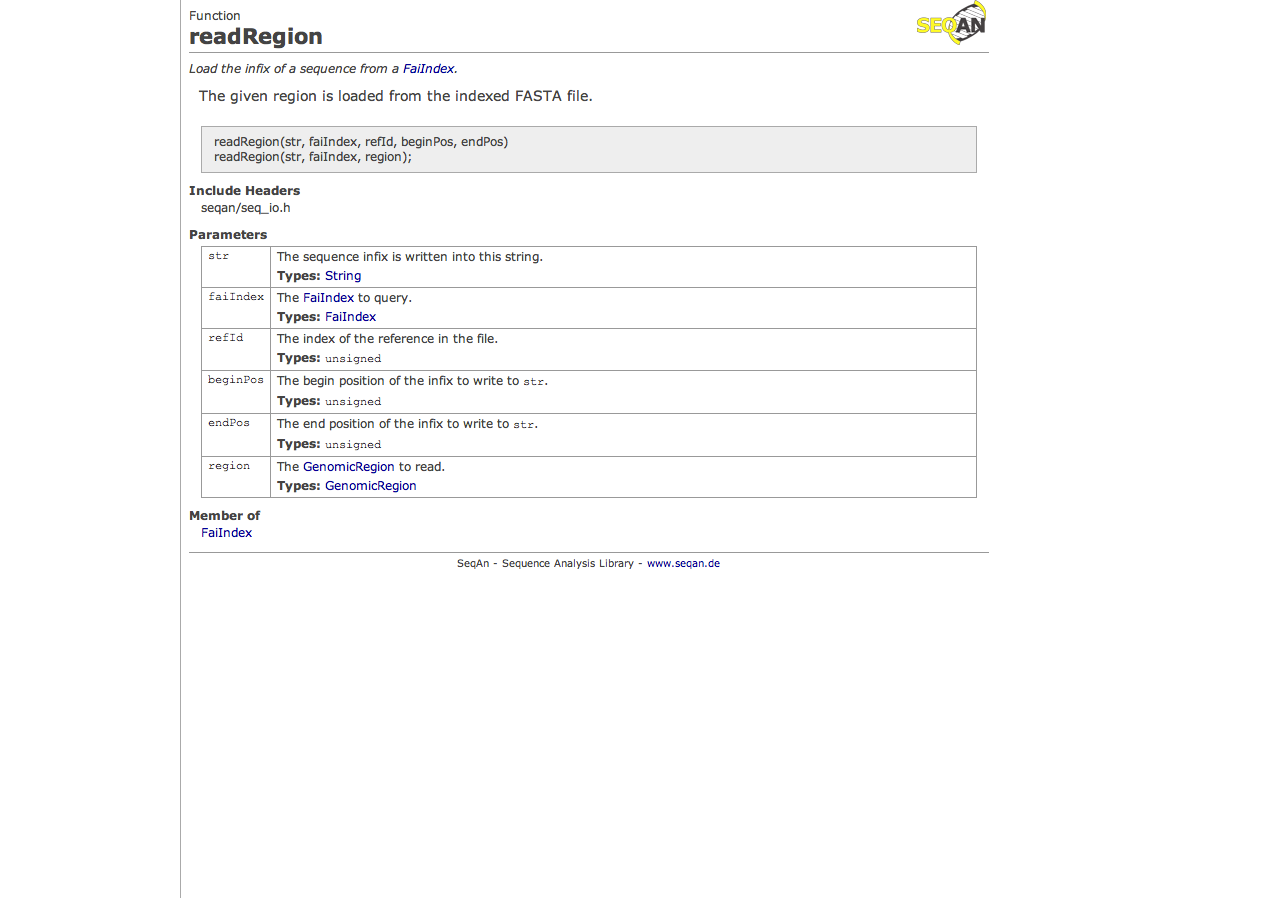 Function
SEQAN
readRegion
Load the infix of a sequence from a FaiIndex.
The given region is loaded from the indexed FASTA file.
readRegion(str, faiIndex, refId, beginPos, endPos)
readRegion(str, faiIndex, region);
Include Headers
seqan/seq_io.h
Parameters
str The sequence infix is written into this string.
Types: String
faiIndex The FaiIndex to query.
Types: FaiIndex
refId The index of the reference in the file.
Types: unsigned
beginPos The begin position of the infix to write to str.
Types: unsigned
endPos The end position of the infix to write to str.
Types: unsigned
region The GenomicRegion to read.
Types: GenomicRegion
Member of
FaiIndex
SeqAn - Sequence Analysis Library - www.seqan.de